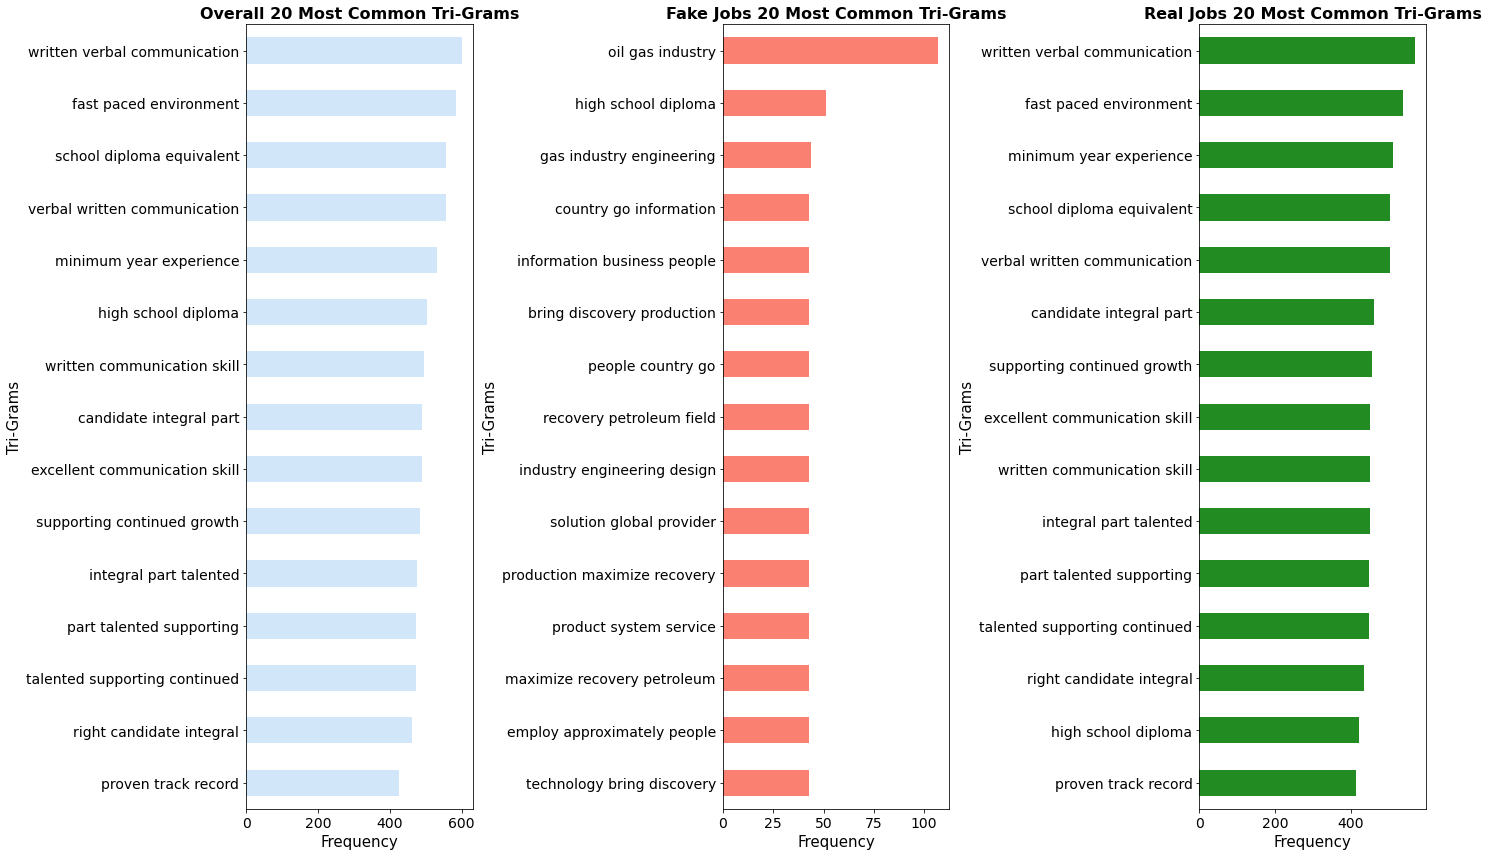 Overall 20 Most Common Tri-Grams
Tri-Grams
written verbal communication
fast paced environment
school diploma equivalent
verbal written communication
minimum year experience
high school diploma
written communication skill
candidate integral part
excellent communication skill
supporting continued growth
integral part talented
part talented supporting
talented supporting continued
right candidate integral
proven track record
0 200 400 600
Frequency
Fake Jobs 20 Most Common Tri-Grams
Tri-Grams
oil gas industry
high school diploma
gas industry engineering
country go information
information business people
bring discovery production
people country go
recovery petroleum field
industry engineering design
solution global provider
production maximize recovery
product system service
maximize recovery petroleum
employ approximately people
technology bring discovery
0 25 50 75 100
Frequency
Real Jobs 20 Most Common Tri-Grams
Tri-Grams
written verbal communication
fast paced environment
minimum year experience
school diploma equivalent
verbal written communication
candidate integral part
supporting continued growth
excellent communication skill
written communication skill
integral part talented
part talented supporting
talented supporting continued
right candidate integral
high school diploma
proven track record
0 200 400
Frequency